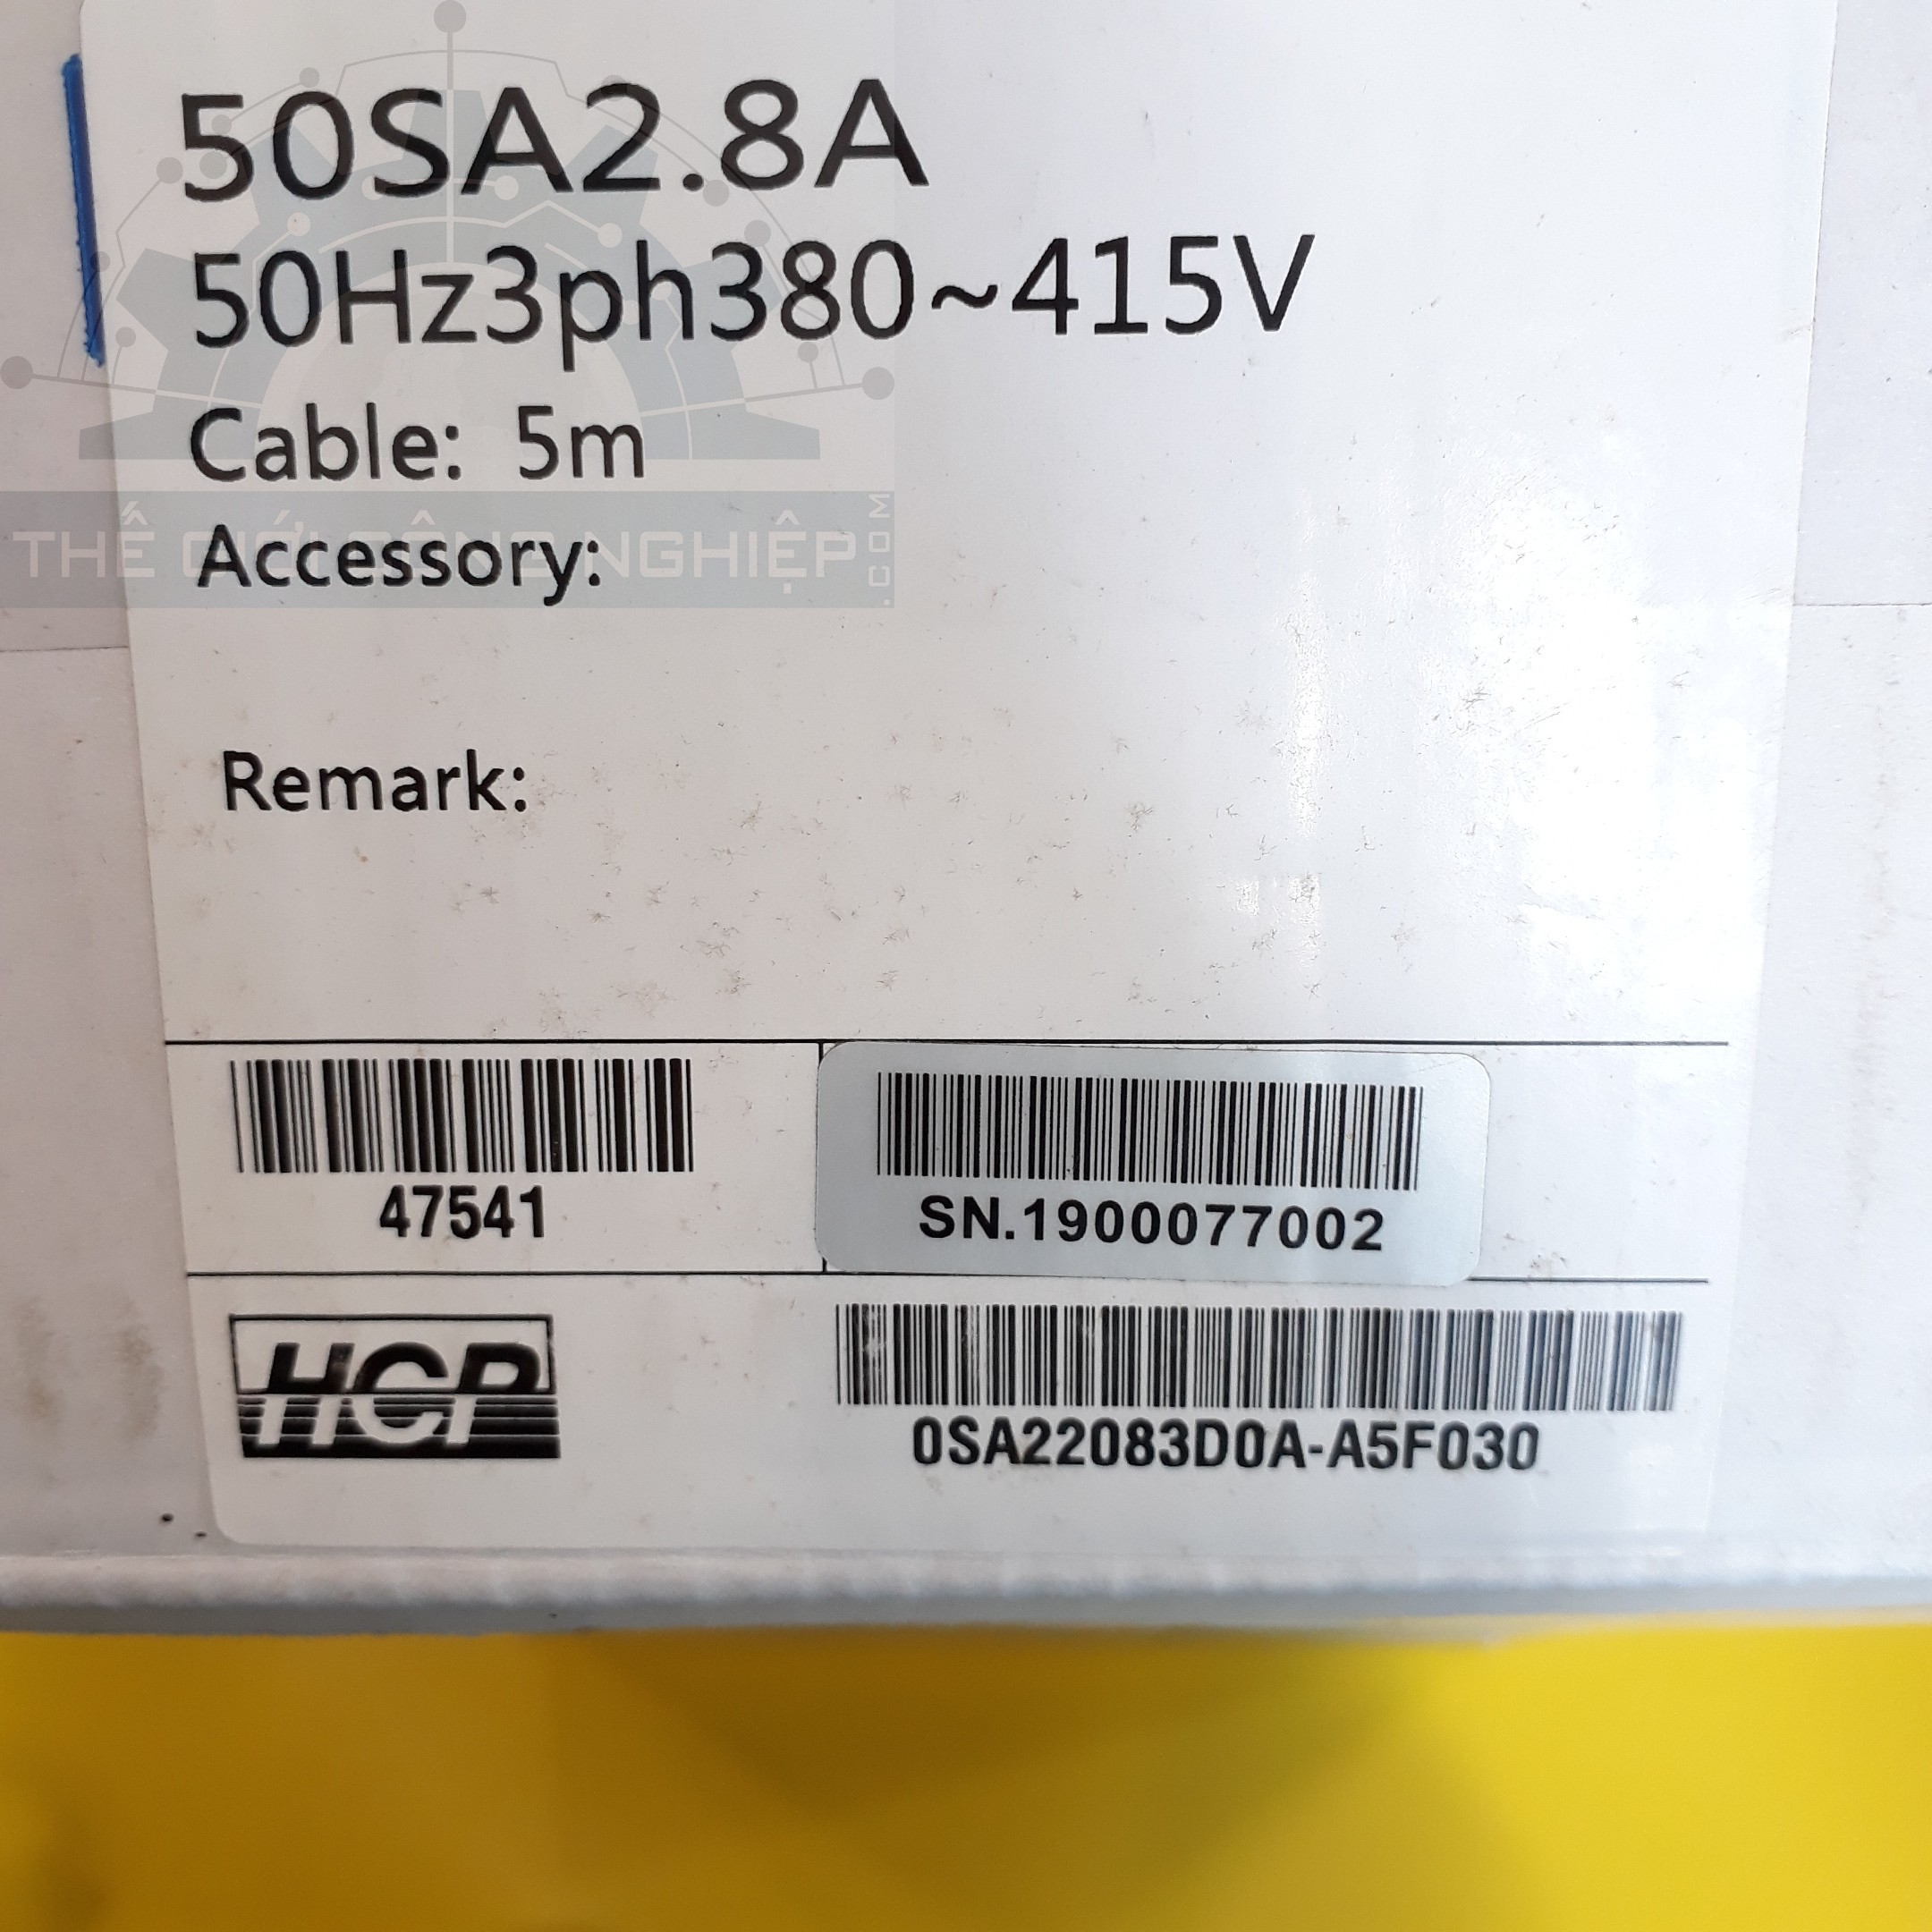 50SA2.8A
50Hz3ph380~415V
Cable: 5m
THẾ GIỚI CÔNG NGHIỆP
.COM
Accessory:
Remark:
47541
SN.1900077002
HCP
0SA22083D0A-A5F030